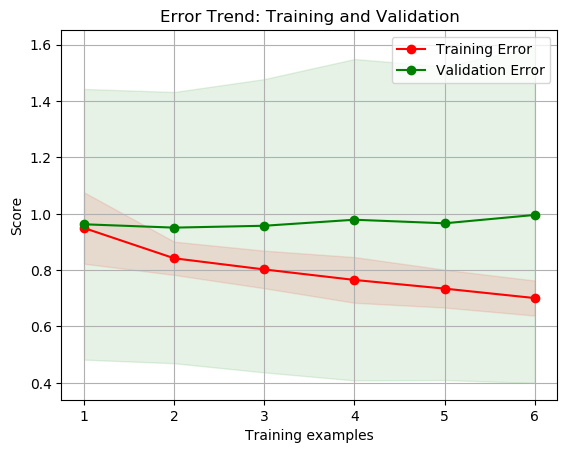 Error Trend: Training and Validation
Training Error
Validation Error
1.6
1.4
1.2
1.0
0.8
0.6
0.4
Score
1 2 3 4 5 6
Training examples